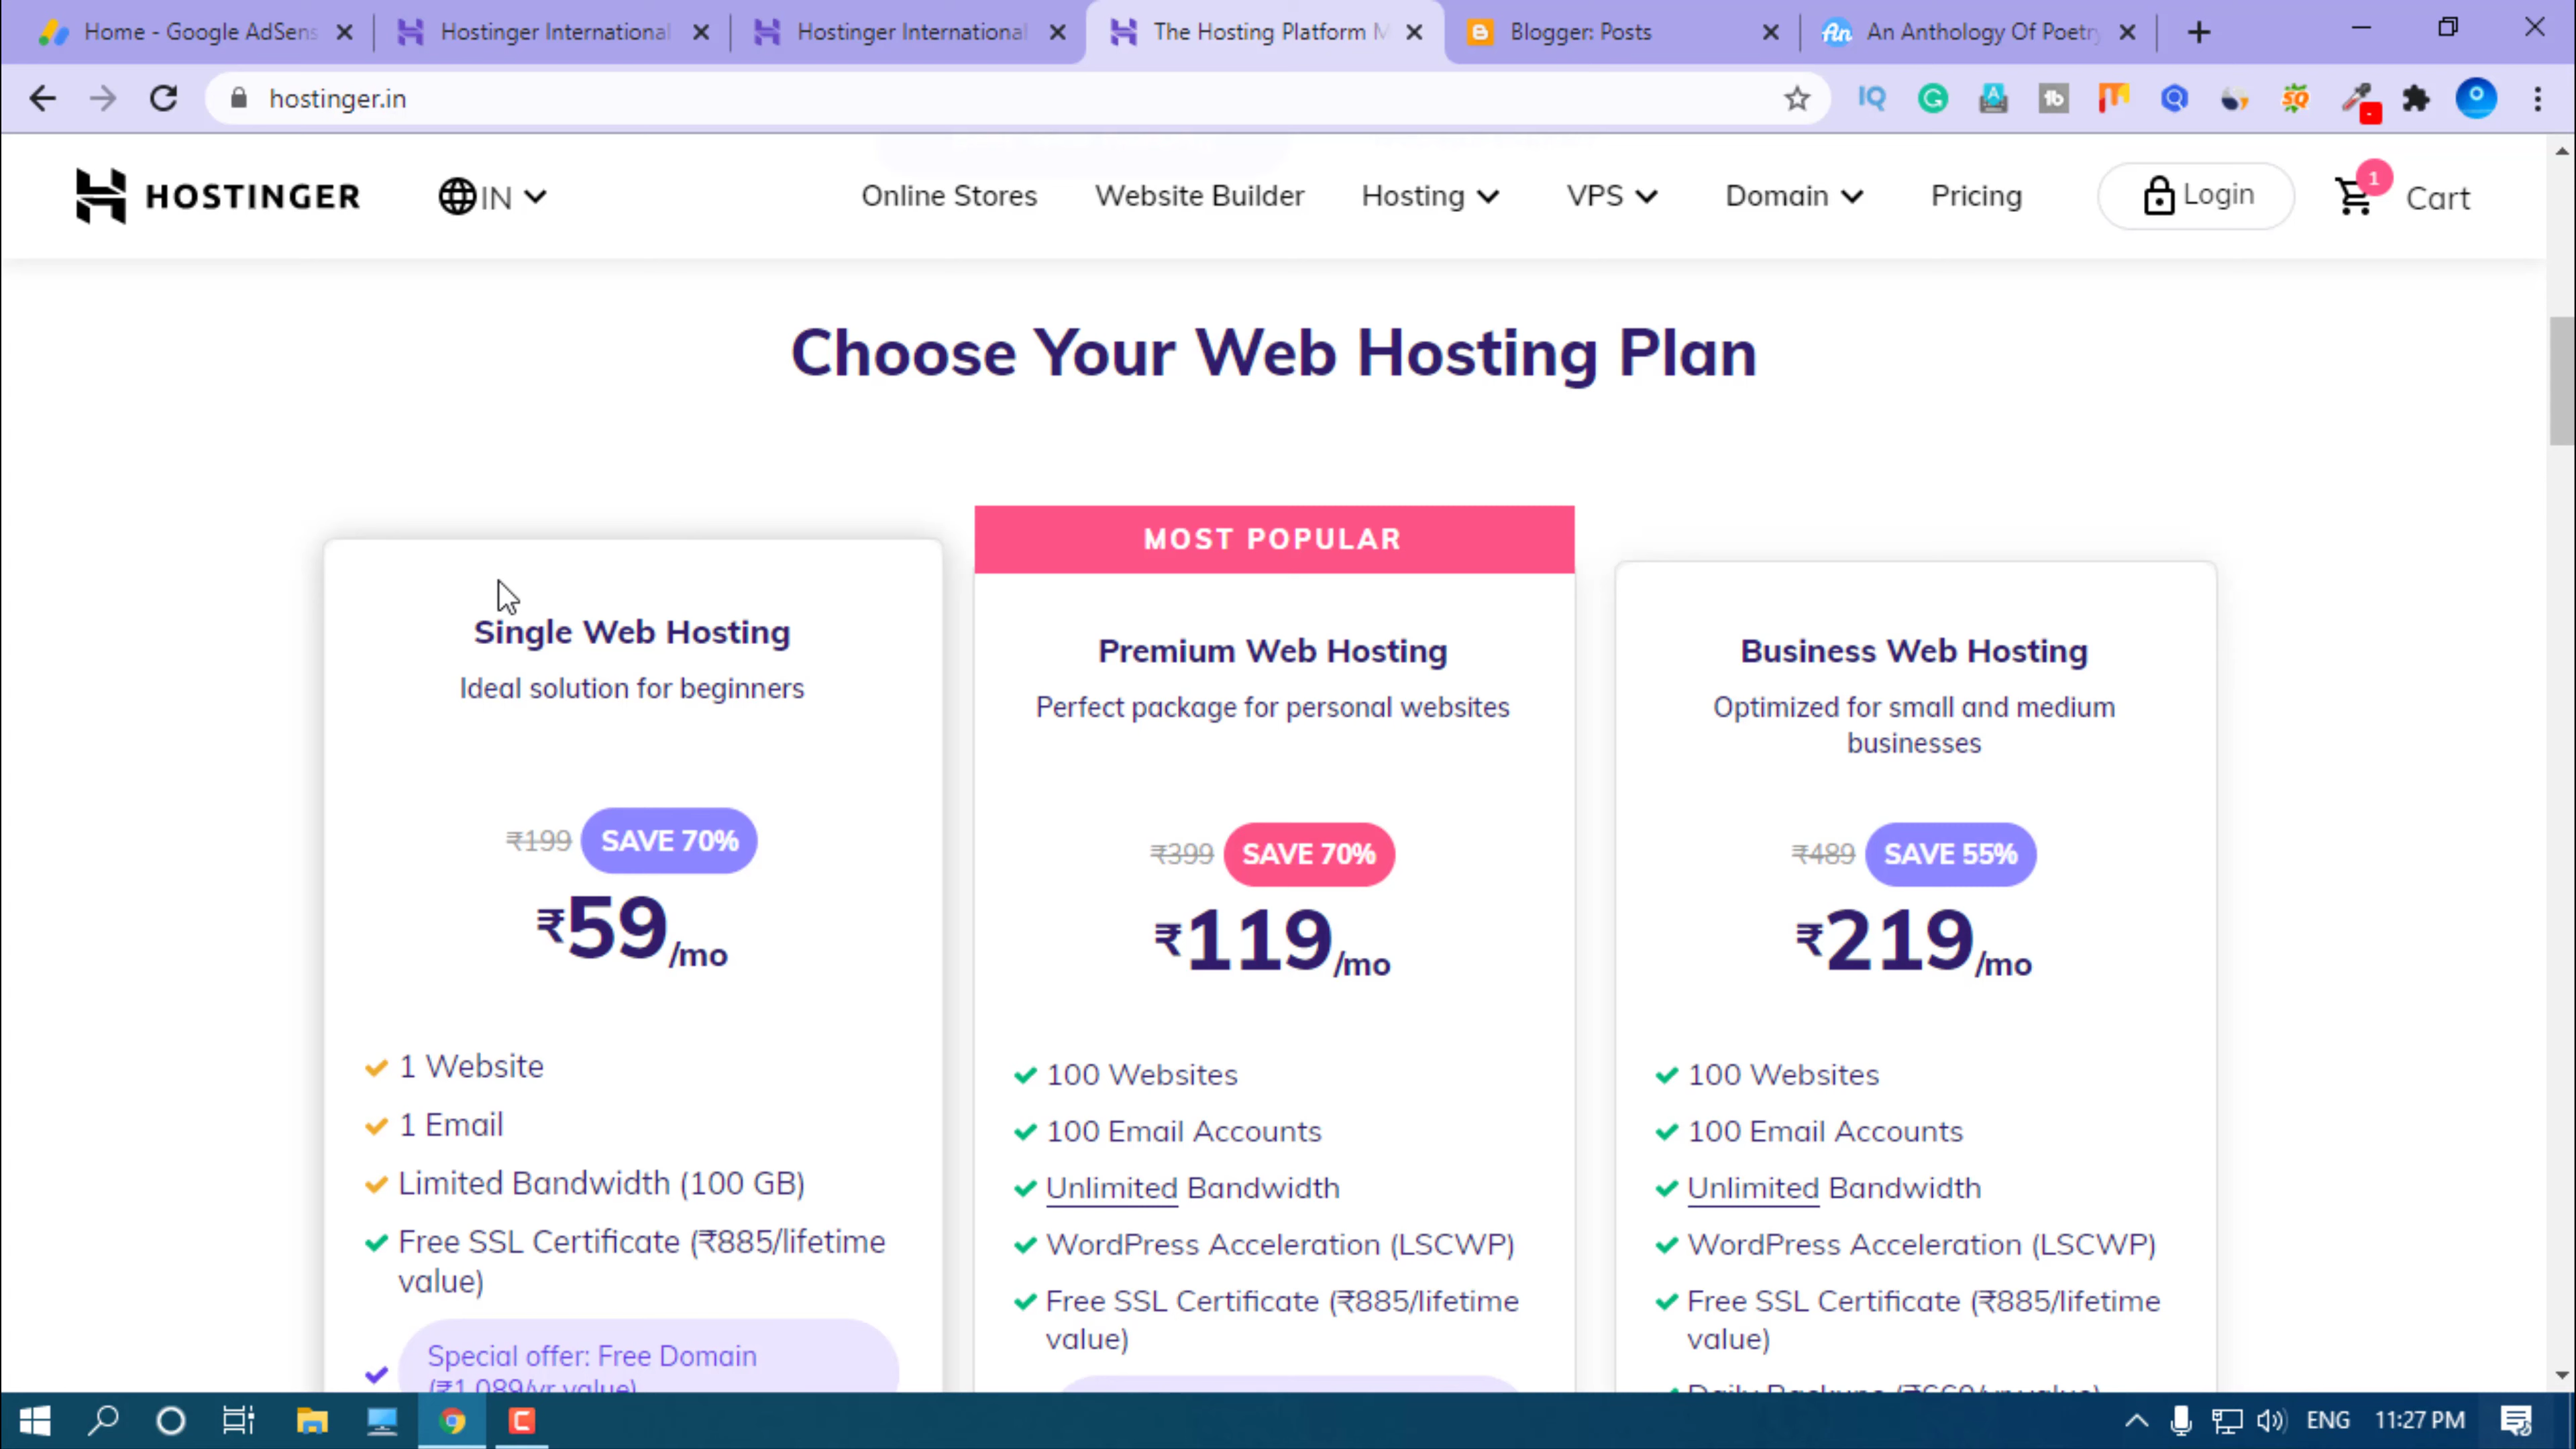 Home - Google AdSens
Hostinger International
Hostinger International
The Hosting Platform M
Blogger: Posts
An Anthology Of Poetry
hostinger.in
HOSTINGER
IN
Online Stores
Website Builder
Hosting
VPS
Domain
Pricing
Login
1
Cart
Choose Your Web Hosting Plan
Single Web Hosting
Ideal solution for beginners
₹199 SAVE 70%
₹59/mo
1 Website
1 Email
Limited Bandwidth (100 GB)
Free SSL Certificate (₹885/lifetime
value)
Special offer: Free Domain
(₹1,089/yr value)
MOST POPULAR
Premium Web Hosting
Perfect package for personal websites
₹399 SAVE 70%
₹119/mo
100 Websites
100 Email Accounts
Unlimited Bandwidth
WordPress Acceleration (LSCWP)
Free SSL Certificate (₹885/lifetime
value)
Business Web Hosting
Optimized for small and medium
businesses
₹489 SAVE 55%
₹219/mo
100 Websites
100 Email Accounts
Unlimited Bandwidth
WordPress Acceleration (LSCWP)
Free SSL Certificate (₹885/lifetime
value)
Daily Backups
ENG
11:27 PM